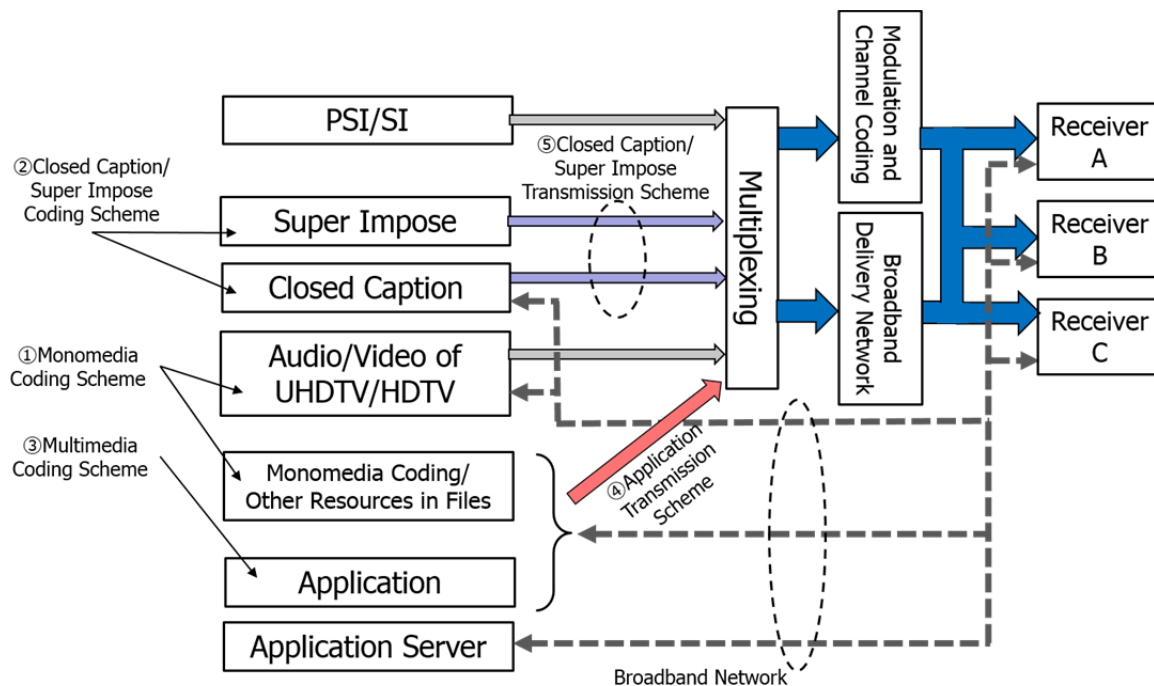 PSI/SI
②Closed Caption/
Super Impose
Coding Scheme
Super Impose
Closed Caption
①Monomedia
Coding Scheme
Audio/Video of
UHDTV/HDTV
③Multimedia
Coding Scheme
Monomedia Coding/
Other Resources in Files
Application
Application Server
⑤Closed Caption/
Super Impose
Transmission Scheme
④Application
Transmission
Scheme
Multiplexing
Modulation and
Channel Coding
Broadband
Delivery Network
Receiver
A
Receiver
B
Receiver
C
Broadband Network